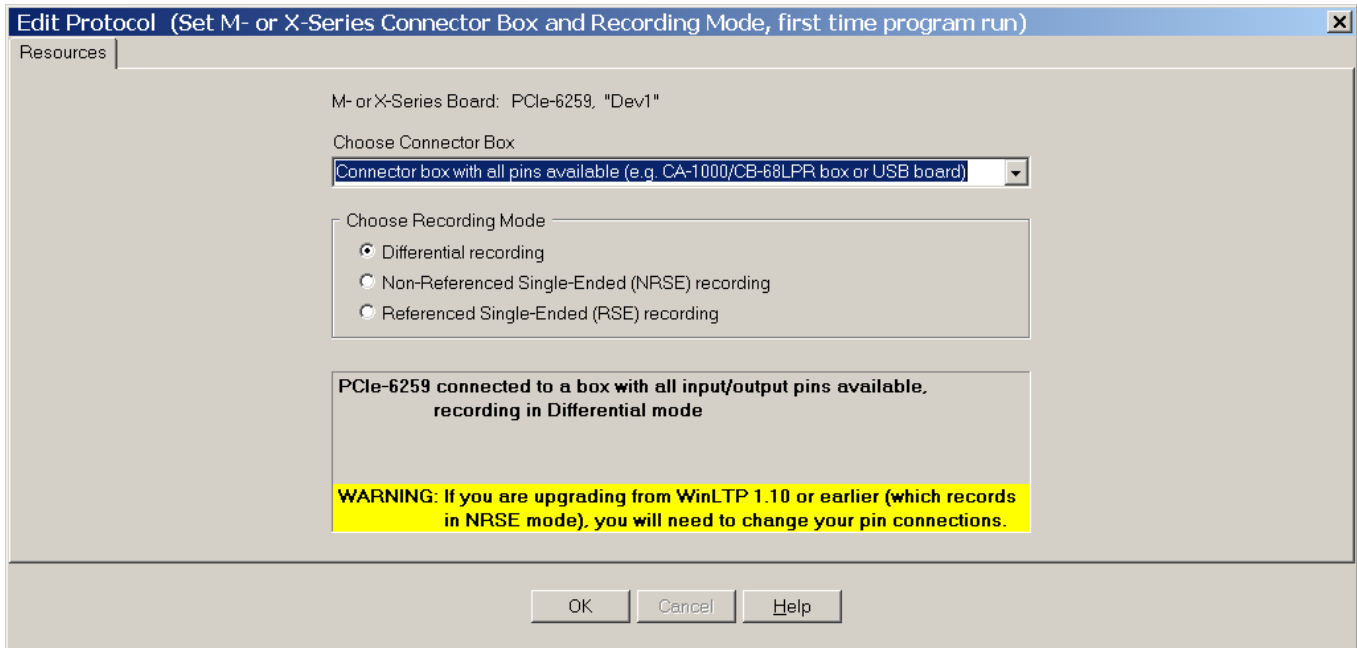 Edit Protocol (Set M- or X-Series Connector Box and Recording Mode, first time program run)
Resources
M- or X-Series Board: PCIe-6259, "Dev1"
Choose Connector Box
Connector box with all pins available (e.g. CA-1000/CB-68LPR box or USB board)
Choose Recording Mode
Differential recording
Non-Referenced Single-Ended (NRSE) recording
Referenced Single-Ended (RSE) recording
PCIe-6259 connected to a box with all input/output pins available,
recording in Differential mode
WARNING: If you are upgrading from WinLTP 1.10 or earlier (which records
in NRSE mode), you will need to change your pin connections.
OK Cancel Help